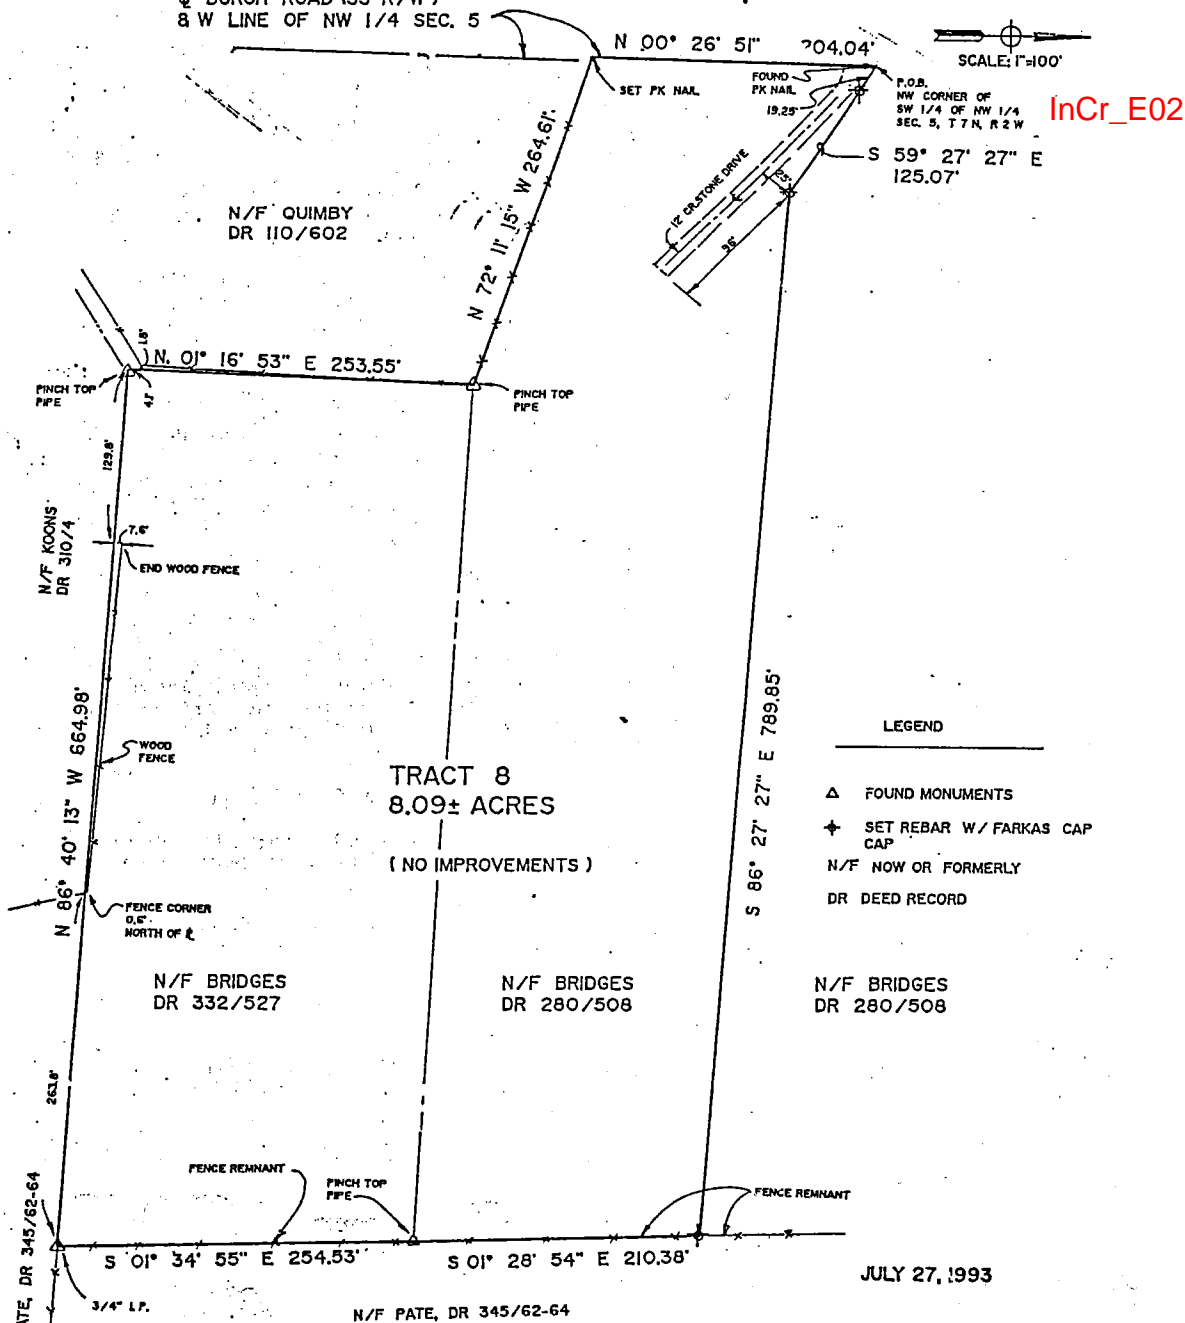 ℄ BURCH ROAD
& W LINE OF NW 1/4 SEC. 5
N 00° 26' 51"
204.04'
SCALE: 1"=100'
SET PK NAIL
FOUND
PK NAIL
19.25'
P.O.B.
NW CORNER OF
SW 1/4 OF NW 1/4
SEC. 5, T 7 N, R 2 W
InCr_E02
S 59° 27' 27" E
125.07'
N 72° 11' 15" W 264.61'
12' CR.STONE DRIVE
25'
96'
N/F QUIMBY
DR 110/602
1.8'
N. 01° 16' 53" E 253.55'
PINCH TOP
PIPE
PINCH TOP
PIPE
129.8'
N/F KOONS
DR 310/4
7.6'
END WOOD FENCE
N 86° 40' 13" W 664.98'
WOOD
FENCE
TRACT 8
8.09± ACRES
( NO IMPROVEMENTS )
S 86° 27' 27" E 789.85'
LEGEND
FOUND MONUMENTS
SET REBAR W/ FARKAS CAP
CAP
N/F NOW OR FORMERLY
DR DEED RECORD
FENCE CORNER
0.6'
NORTH OF ℄
N/F BRIDGES
DR 332/527
N/F BRIDGES
DR 280/508
N/F BRIDGES
DR 280/508
263.8'
FENCE REMNANT
PINCH TOP
PIPE
FENCE REMNANT
S 01° 34' 55" E 254.53'
S 01° 28' 54" E 210.38'
JULY 27, 1993
3/4" I.P.
N/F PATE, DR 345/62-64
DR 345/62-64